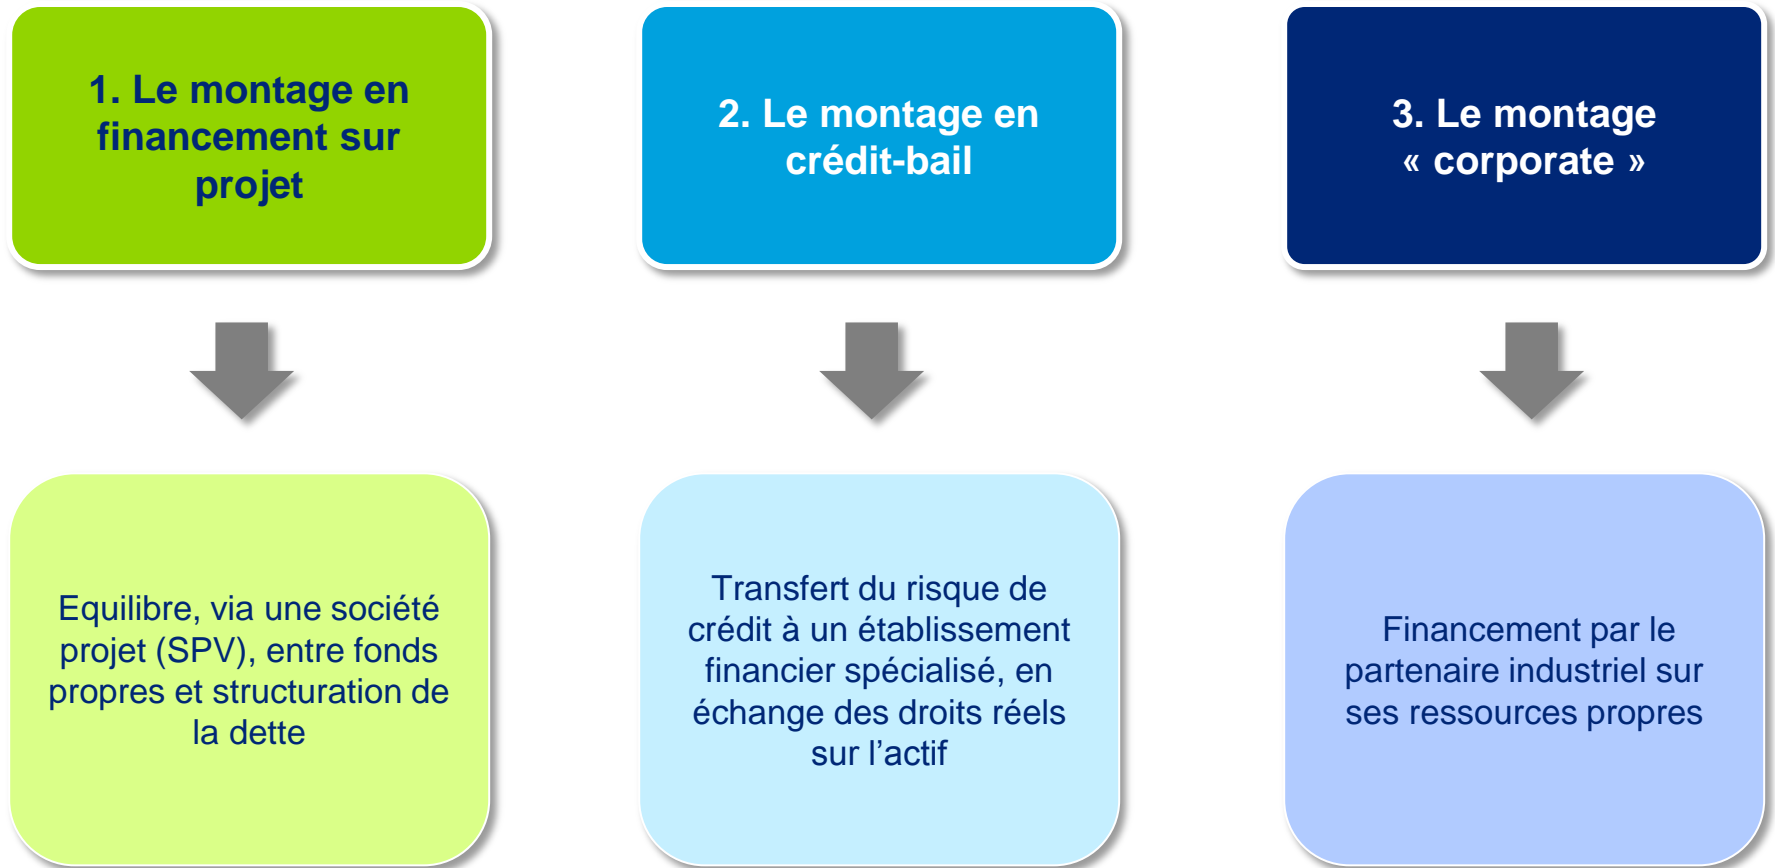 1. Le montage en
financement sur
projet
2. Le montage en
crédit-bail
3. Le montage
« corporate »
Equilibre, via une société
projet (SPV), entre fonds
propres et structuration de
la dette
Transfert du risque de
crédit à un établissement
financier spécialisé, en
échange des droits réels
sur l’actif
Financement par le
partenaire industriel sur
ses ressources propres